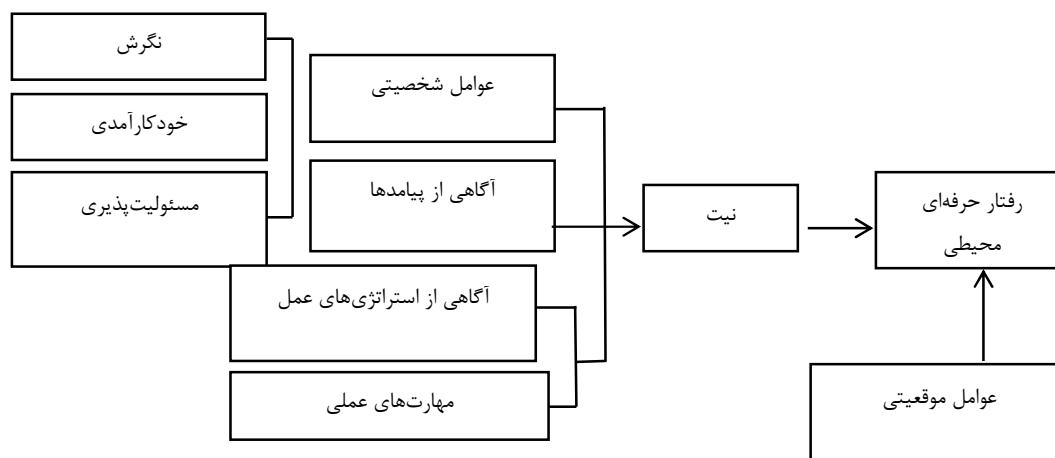 نگرش
خودکارآمدی
مسئولیت‌پذیری
عوامل شخصیتی
آگاهی از پیامدها
آگاهی از استراتژی‌های عمل
مهارت‌های عملی
نیت
رفتار حرفه‌ای
محیطی
عوامل موقعیتی